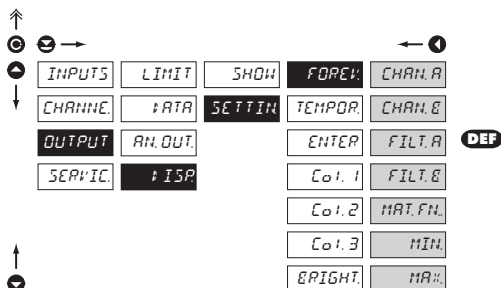 INPUTS LIMIT SHOW FOREV. CHAN. A
CHANNE. DATA SETTIN. TEMPOR. CHAN. B
OUTPUT AN. OUT. ENTER FILT. A DEF
SERVIC. DISP. Col. 1 FILT. B
Col. 2 MAT. FN.
Col. 3 MIN.
BRIGHT. MAX.